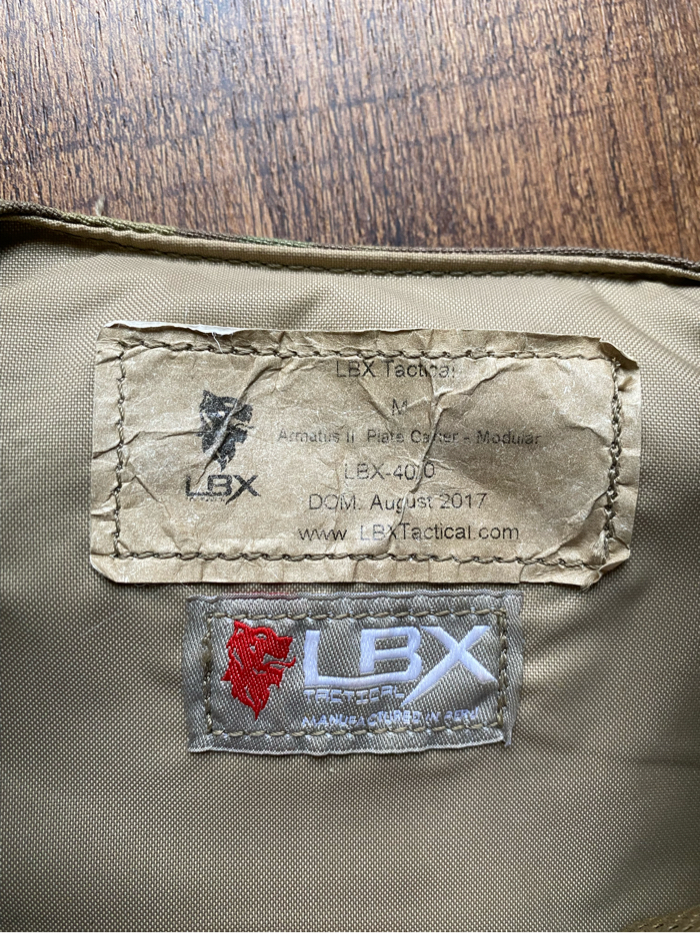 LBX Tactical
M
Armatus II Plate Carrier - Modular
LBX
LBX-4010
DOM. August 2017
www. LBXTactical.com
LBX
TACTICAL
MANUFACTURED IN